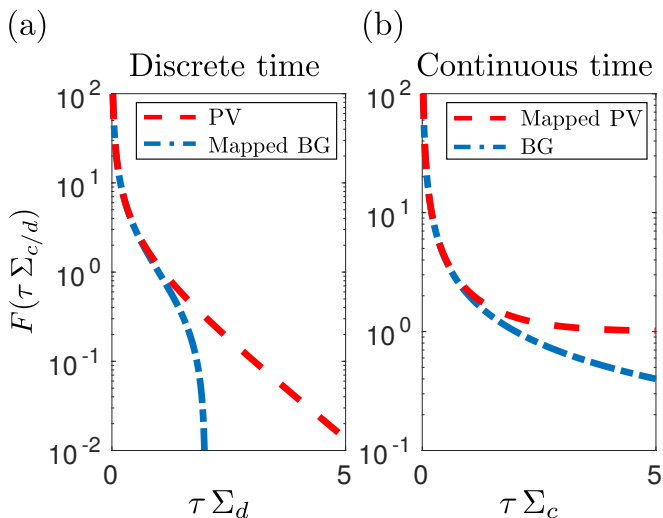 (a)
Discrete time
F(τ Σ_{c/d})
10^2
10^1
10^0
10^-1
10^-2
PV
Mapped BG
0
5
τ Σ_d
(b)
Continuous time
10^2
10^1
10^0
10^-1
Mapped PV
BG
0
5
τ Σ_c